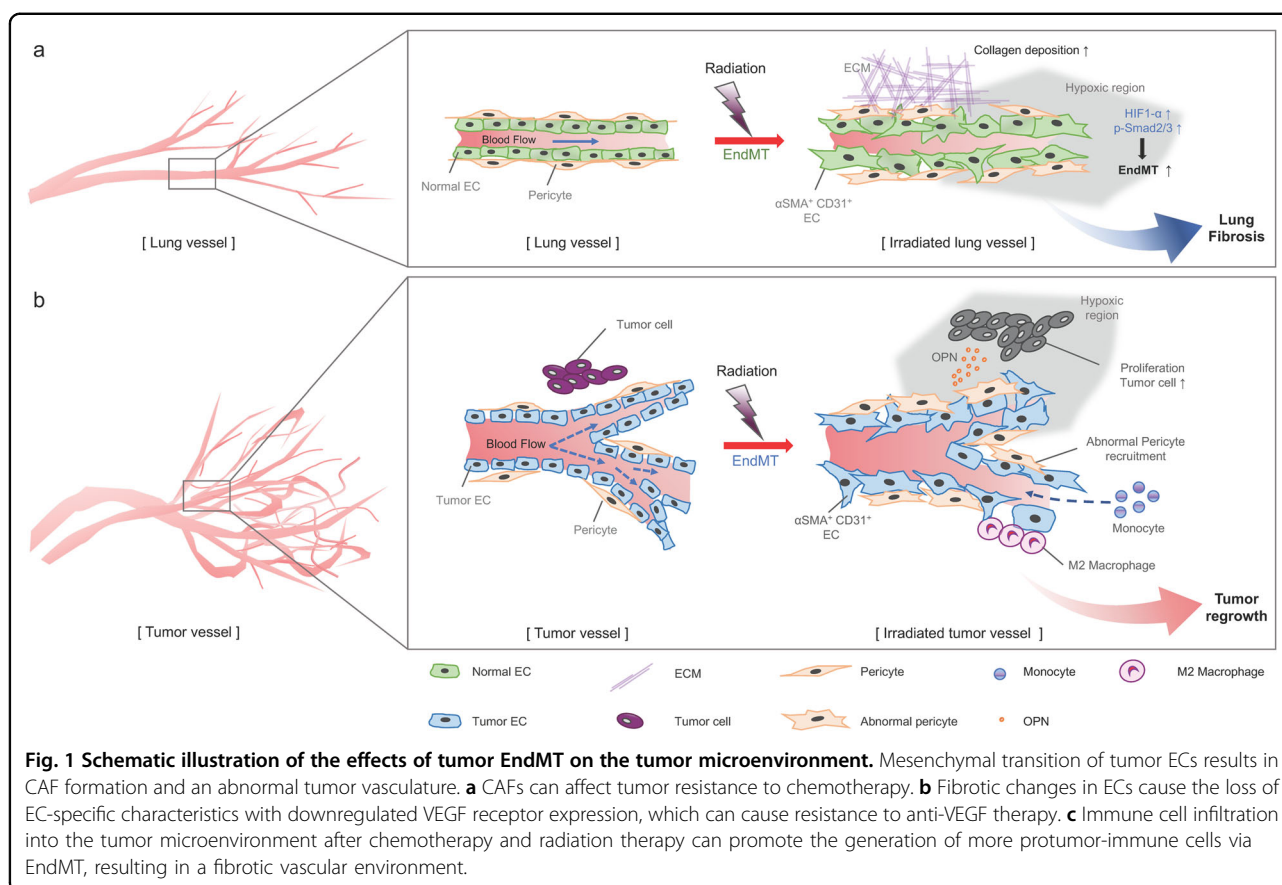 a
Radiation
EndMT
Blood Flow
Normal EC
Pericyte
[ Lung vessel ]
[ Lung vessel ]
ECM
Collagen deposition ↑
Hypoxic region
HIF1-α ↑
p-Smad2/3 ↑
EndMT ↑
αSMA⁺ CD31⁺
EC
[ Irradiated lung vessel ]
Lung
Fibrosis
b
Tumor cell
Radiation
EndMT
Blood Flow
Tumor EC
Pericyte
[ Tumor vessel ]
[ Tumor vessel ]
Hypoxic
region
OPN
Proliferation
Tumor cell ↑
Abnormal Pericyte
recruitment
Monocyte
αSMA⁺ CD31⁺
EC
M2 Macrophage
[ Irradiated tumor vessel ]
Tumor
regrowth
Normal EC
ECM
Pericyte
Monocyte
M2 Macrophage
Tumor EC
Tumor cell
Abnormal pericyte
OPN
Fig. 1 Schematic illustration of the effects of tumor EndMT on the tumor microenvironment. Mesenchymal transition of tumor ECs results in
CAF formation and an abnormal tumor vasculature. a CAFs can affect tumor resistance to chemotherapy. b Fibrotic changes in ECs cause the loss of
EC-specific characteristics with downregulated VEGF receptor expression, which can cause resistance to anti-VEGF therapy. c Immune cell infiltration
into the tumor microenvironment after chemotherapy and radiation therapy can promote the generation of more protumor-immune cells via
EndMT, resulting in a fibrotic vascular environment.